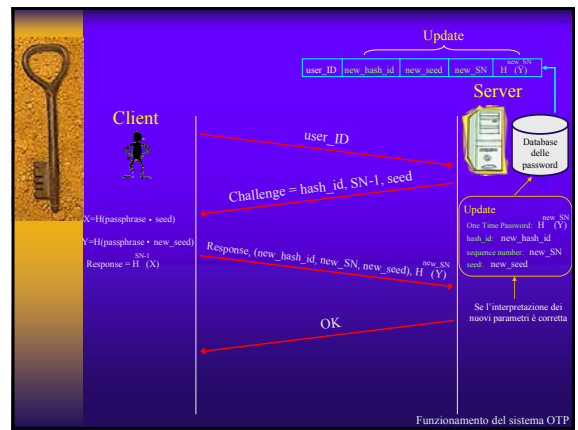 Update
user_ID new_hash_id new_seed new_SN H^new_SN (Y)
Server
Client
Database
delle
password
user_ID
Challenge = hash_id, SN-1, seed
X=H(passphrase • seed)
Y=H(passphrase • new_seed)
Response = H^SN-1 (X)
Response, (new_hash_id, new_SN, new_seed), H^new_SN (Y)
Update
One Time Password: H^new_SN (Y)
hash_id: new_hash_id
sequence number: new_SN
seed: new_seed
Se l'interpretazione dei
nuovi parametri è corretta
OK
Funzionamento del sistema OTP